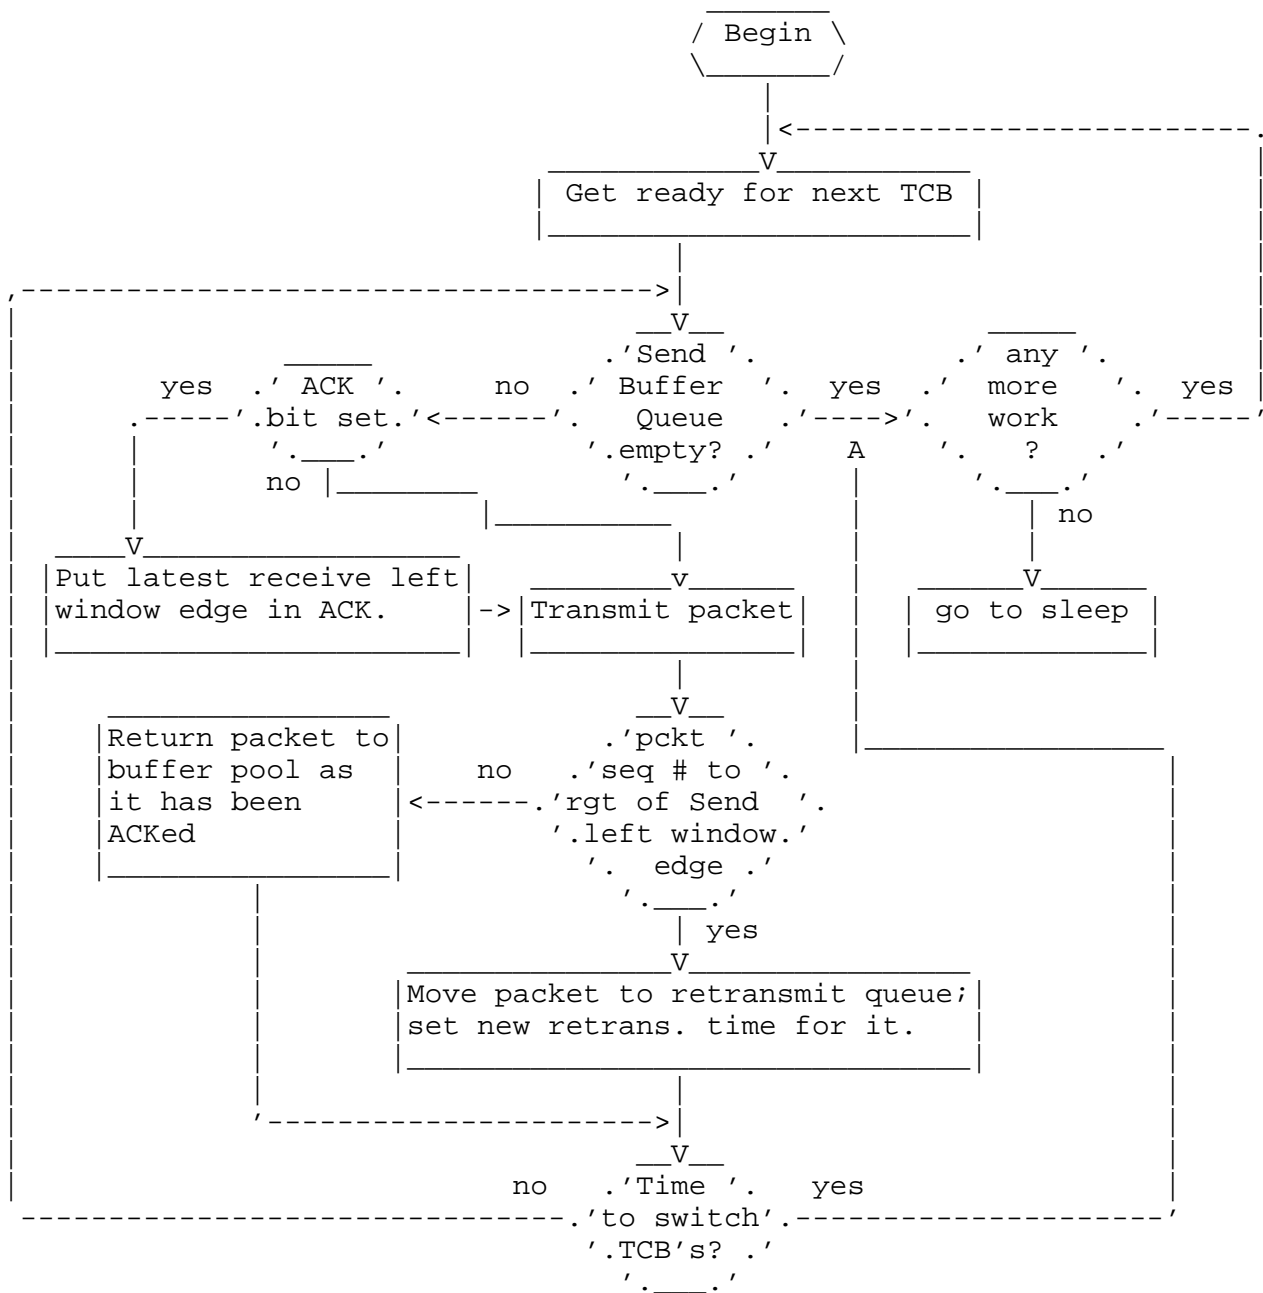 Begin
Get ready for next TCB
Send any
yes ACK no Buffer yes more yes
bit set. Queue work
empty? A ?
no
no
Put latest receive left
window edge in ACK. Transmit packet go to sleep
Return packet to pckt
buffer pool as no seq # to
it has been rgt of Send
ACKed left window
edge
yes
Move packet to retransmit queue;
set new retrans. time for it.
no Time yes
to switch
TCB's?